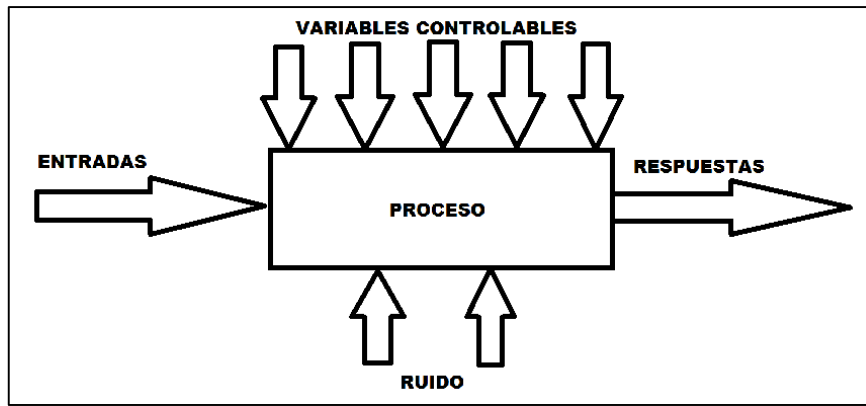 VARIABLES CONTROLABLES
ENTRADAS
RESPUESTAS
PROCESO
RUIDO